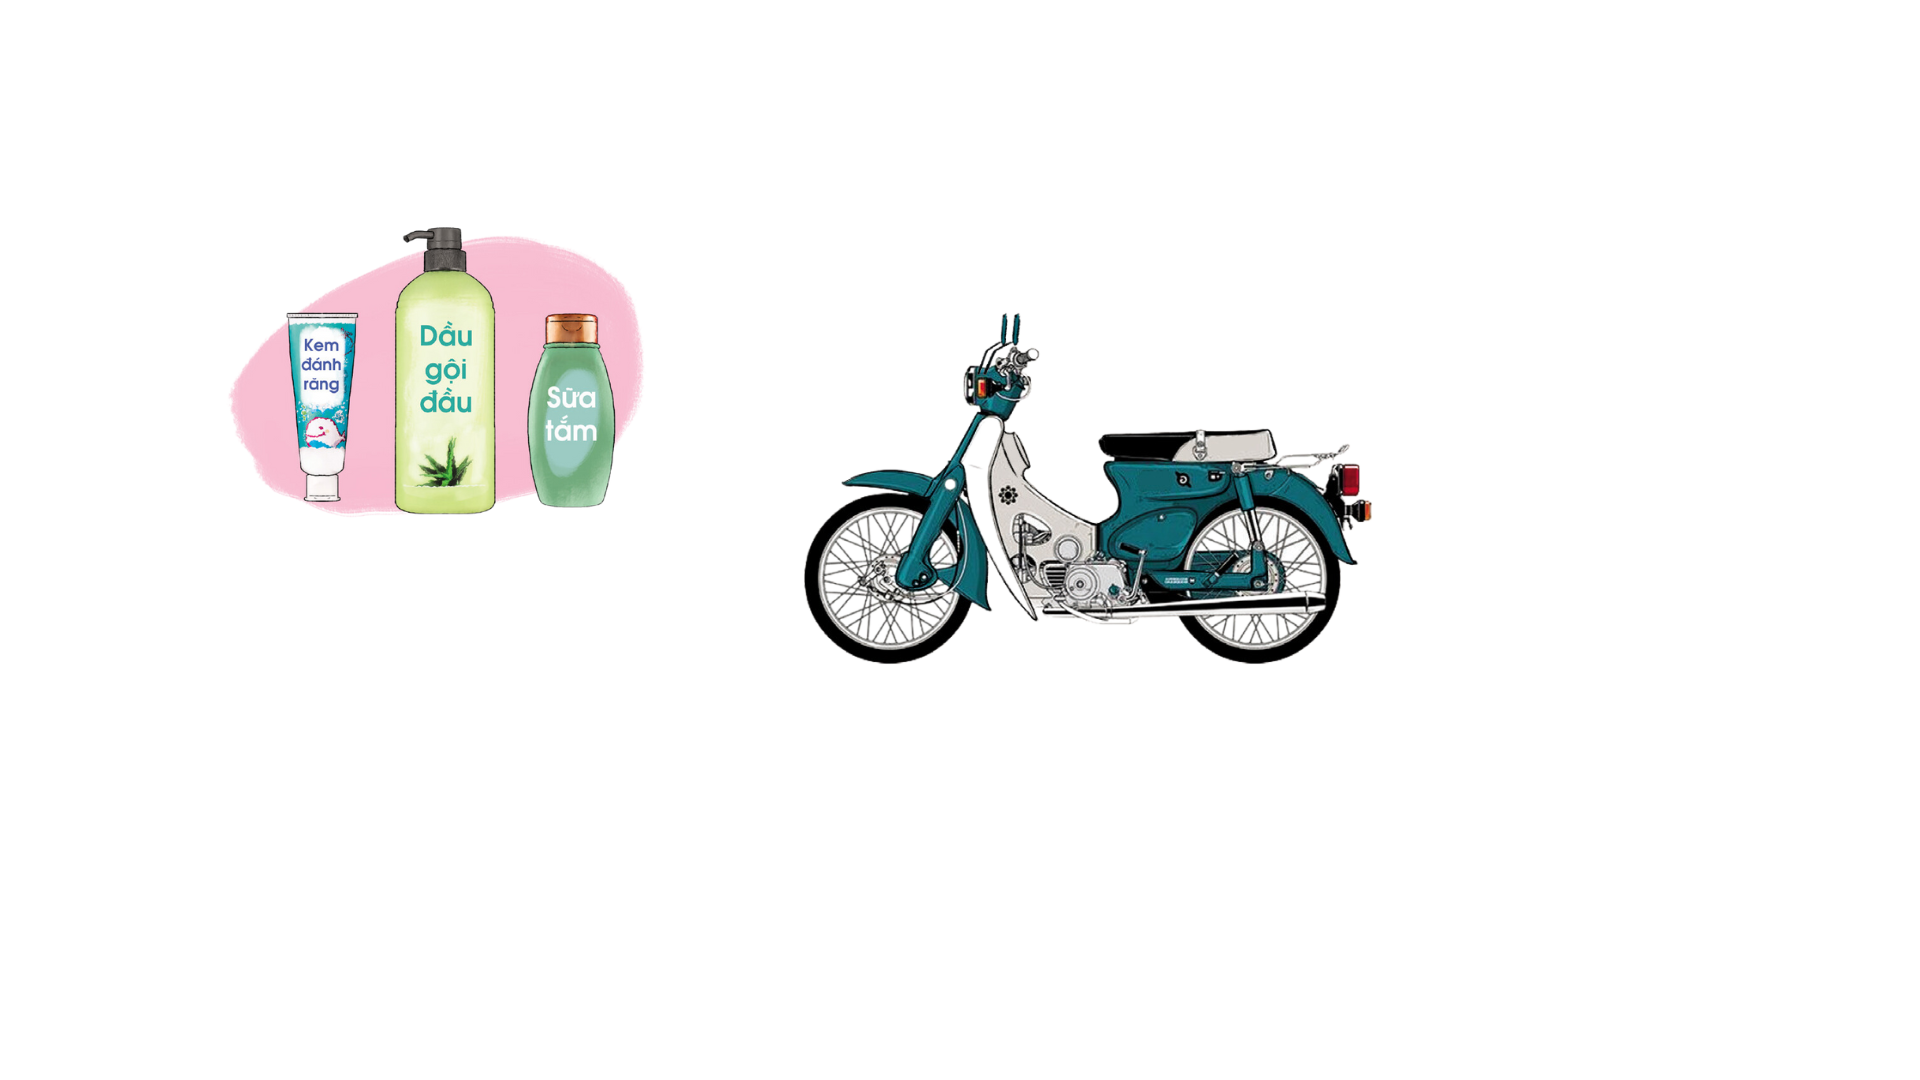 Kem
đánh
răng
Dầu
gội
đầu
Sữa
tắm